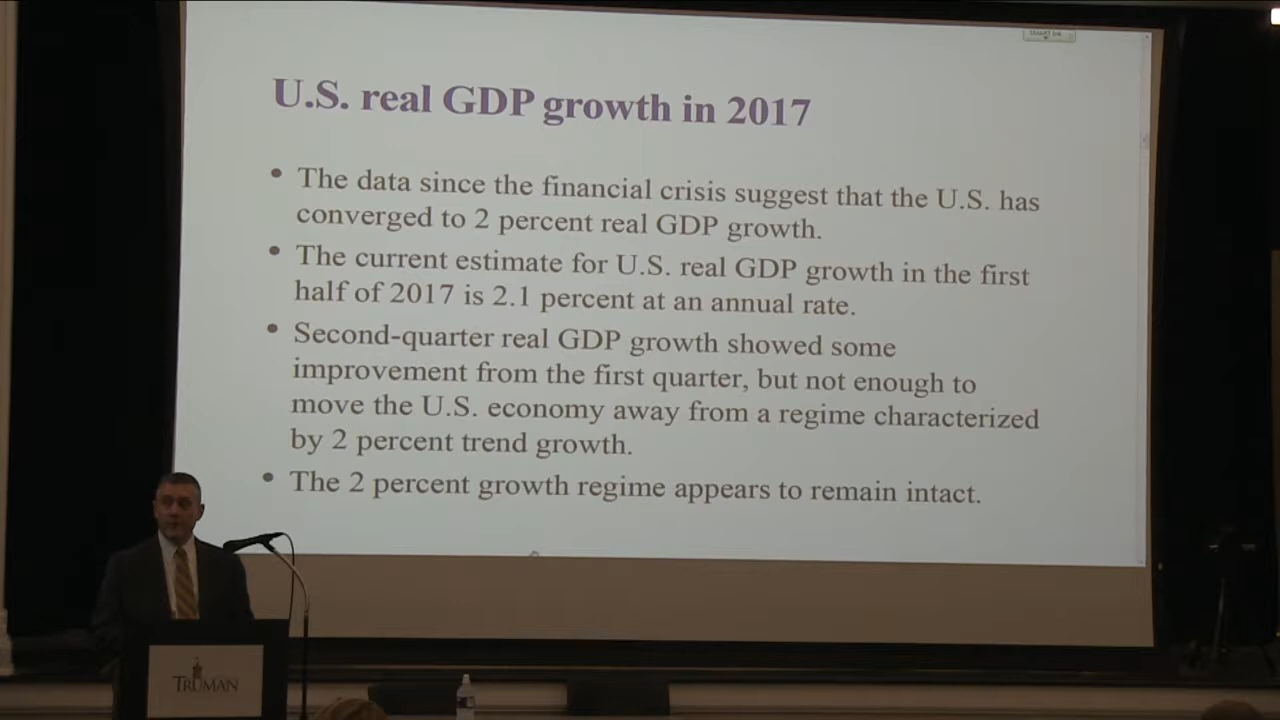 U.S. real GDP growth in 2017
• The data since the financial crisis suggest that the U.S. has
converged to 2 percent real GDP growth.
• The current estimate for U.S. real GDP growth in the first
half of 2017 is 2.1 percent at an annual rate.
• Second-quarter real GDP growth showed some
improvement from the first quarter, but not enough to
move the U.S. economy away from a regime characterized
by 2 percent trend growth.
• The 2 percent growth regime appears to remain intact.
TRUMAN